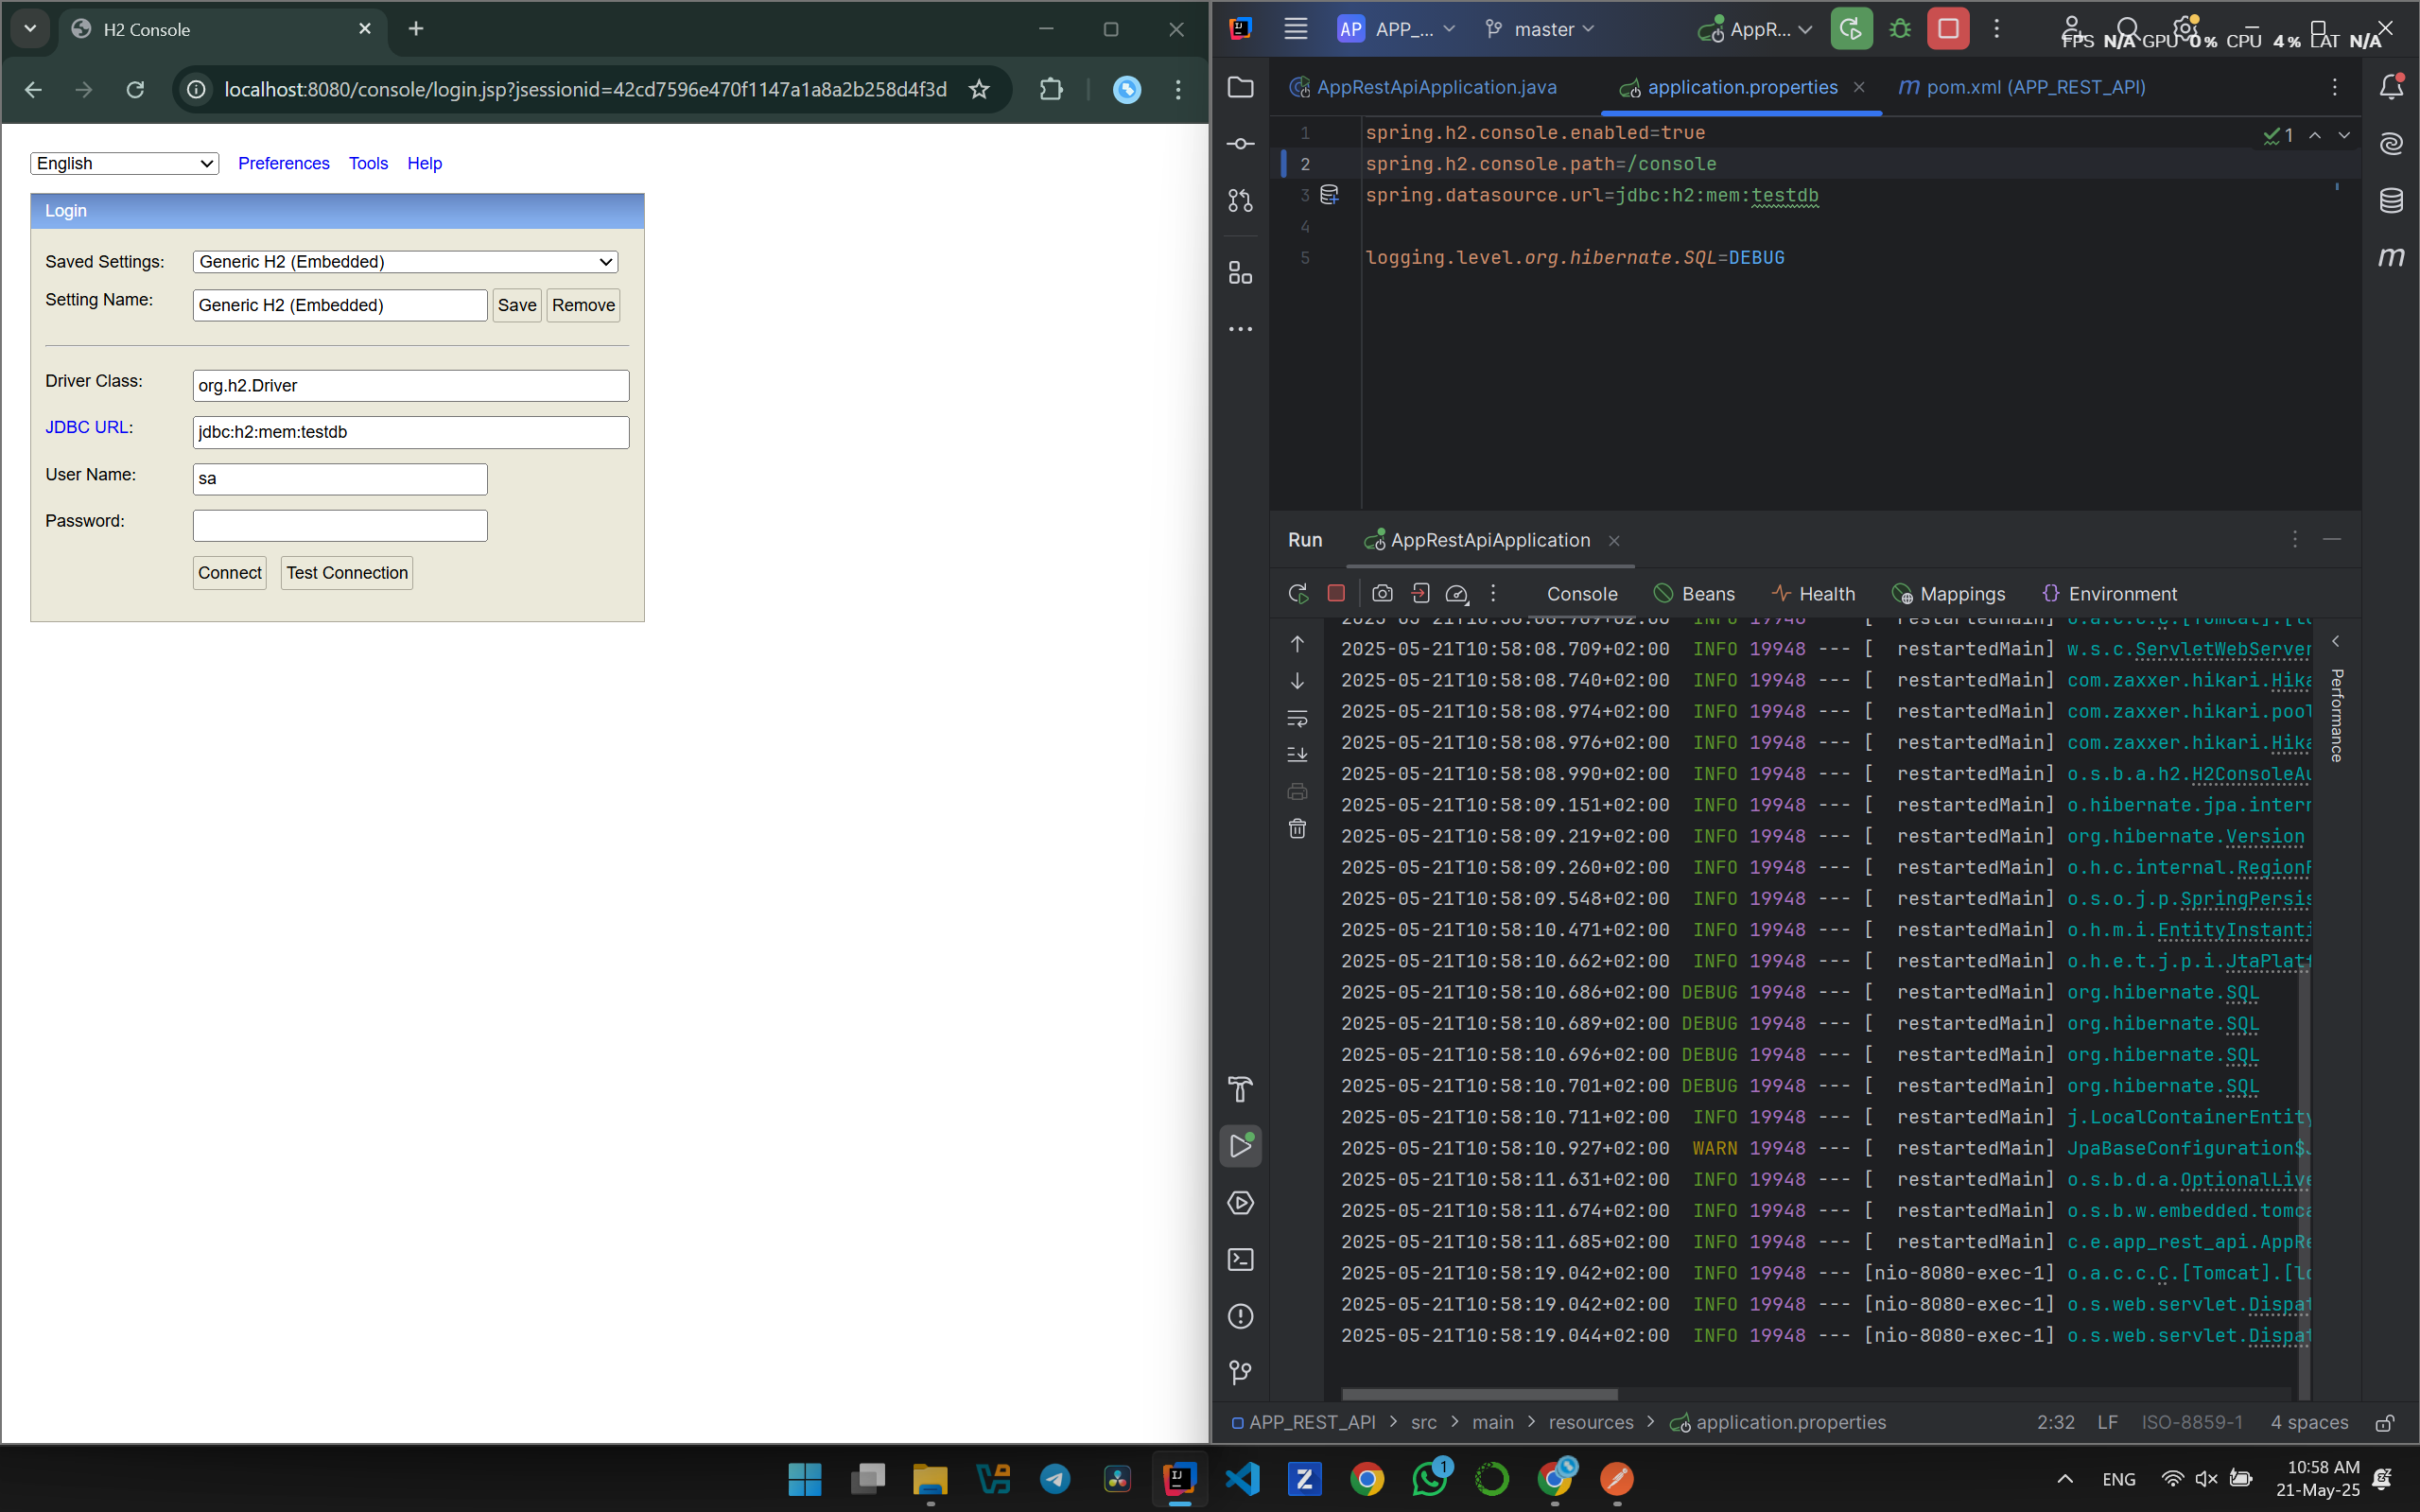 H2 Console
localhost:8080/console/login.jsp?jsessionid=42cd7596e470f1147a1a8a2b258d4f3d
English
Preferences
Tools
Help
Login
Saved Settings:
Generic H2 (Embedded)
Setting Name:
Generic H2 (Embedded)
Save
Remove
Driver Class:
org.h2.Driver
JDBC URL:
jdbc:h2:mem:testdb
User Name:
sa
Password:
Connect
Test Connection
AP
APP_...
master
AppR...
FPS N/A GPU 0 % CPU 4 % LAT N/A
AppRestApiApplication.java
application.properties
pom.xml (APP_REST_API)
1 spring.h2.console.enabled=true
2 spring.h2.console.path=/console
3 spring.datasource.url=jdbc:h2:mem:testdb
4
5 logging.level.org.hibernate.SQL=DEBUG
1
Run
AppRestApiApplication
Console
Beans
Health
Mappings
Environment
2025-05-21T10:58:08.709+02:00 INFO 19948 --- [ restartedMain] w.s.c.ServletWebServer
2025-05-21T10:58:08.740+02:00 INFO 19948 --- [ restartedMain] com.zaxxer.hikari.Hika
2025-05-21T10:58:08.974+02:00 INFO 19948 --- [ restartedMain] com.zaxxer.hikari.pool
2025-05-21T10:58:08.976+02:00 INFO 19948 --- [ restartedMain] com.zaxxer.hikari.Hika
2025-05-21T10:58:08.990+02:00 INFO 19948 --- [ restartedMain] o.s.b.a.h2.H2ConsoleAu
2025-05-21T10:58:09.151+02:00 INFO 19948 --- [ restartedMain] o.hibernate.jpa.intern
2025-05-21T10:58:09.219+02:00 INFO 19948 --- [ restartedMain] org.hibernate.Version
2025-05-21T10:58:09.260+02:00 INFO 19948 --- [ restartedMain] o.h.c.internal.RegionF
2025-05-21T10:58:09.548+02:00 INFO 19948 --- [ restartedMain] o.s.o.j.p.SpringPersis
2025-05-21T10:58:10.471+02:00 INFO 19948 --- [ restartedMain] o.h.m.i.EntityInstanti
2025-05-21T10:58:10.662+02:00 INFO 19948 --- [ restartedMain] o.h.e.t.j.p.i.JtaPlatf
2025-05-21T10:58:10.686+02:00 DEBUG 19948 --- [ restartedMain] org.hibernate.SQL
2025-05-21T10:58:10.689+02:00 DEBUG 19948 --- [ restartedMain] org.hibernate.SQL
2025-05-21T10:58:10.696+02:00 DEBUG 19948 --- [ restartedMain] org.hibernate.SQL
2025-05-21T10:58:10.701+02:00 DEBUG 19948 --- [ restartedMain] org.hibernate.SQL
2025-05-21T10:58:10.711+02:00 INFO 19948 --- [ restartedMain] j.LocalContainerEntity
2025-05-21T10:58:10.927+02:00 WARN 19948 --- [ restartedMain] JpaBaseConfiguration$J
2025-05-21T10:58:11.631+02:00 INFO 19948 --- [ restartedMain] o.s.b.d.a.OptionalLive
2025-05-21T10:58:11.674+02:00 INFO 19948 --- [ restartedMain] o.s.b.w.embedded.tomca
2025-05-21T10:58:11.685+02:00 INFO 19948 --- [ restartedMain] c.e.app_rest_api.AppRe
2025-05-21T10:58:19.042+02:00 INFO 19948 --- [nio-8080-exec-1] o.a.c.c.C.[Tomcat].[lo
2025-05-21T10:58:19.042+02:00 INFO 19948 --- [nio-8080-exec-1] o.s.web.servlet.Dispat
2025-05-21T10:58:19.044+02:00 INFO 19948 --- [nio-8080-exec-1] o.s.web.servlet.Dispat
Performance
APP_REST_API > src > main > resources > application.properties
2:32 LF ISO-8859-1 4 spaces
1
ENG
10:58 AM
21-May-25